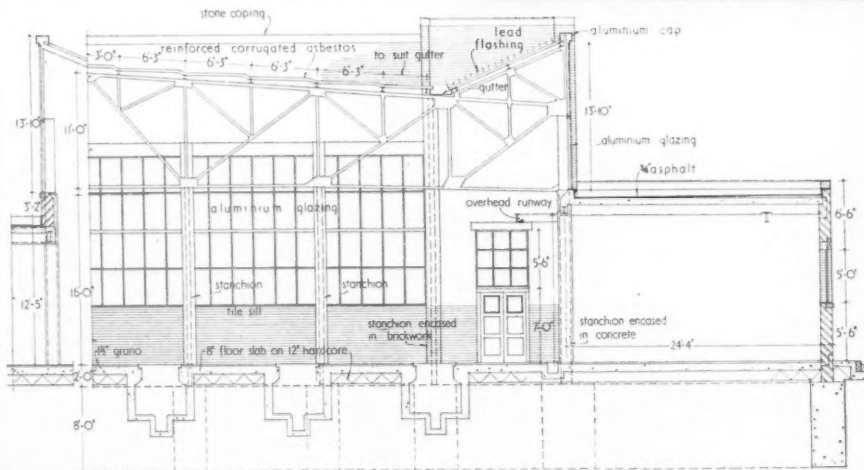 stone coping
reinforced corrugated asbestos
lead
flashing
aluminium cap
3'-0"
6'-3"
6'-3"
6'-3"
6'-3"
to suit gutter
gutter
13'-10"
11'-0"
13'-10"
aluminium glazing
¾" asphalt
3'-2"
aluminium glazing
overhead runway
6'-6"
12'-5"
16'-0"
stanchion
stanchion
5'-6"
5'-0"
tile sill
stanchion encased
in brickwork
7'-0"
stanchion encased
in concrete
5'-6"
24'-4"
1½" grano
8" floor slab on 12" hardcore
2'-0"
8'-0"